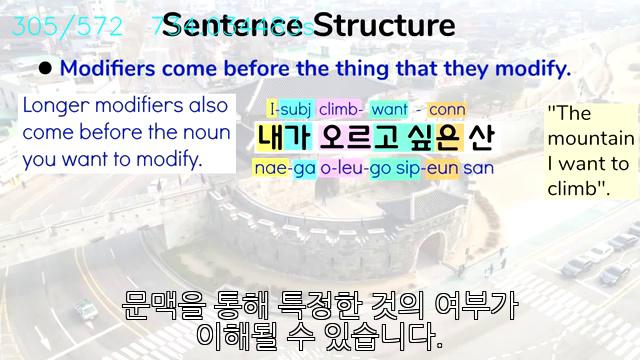 305/572
Sentence Structure
● Modifiers come before the thing that they modify.
Longer modifiers also
come before the noun
you want to modify.
I-subj climb- want - conn
내가 오르고 싶은 산
nae-ga o-leu-go sip-eun san
"The
mountain
I want to
climb".
문맥을 통해 특정한 것의 여부가
이해될 수 있습니다.